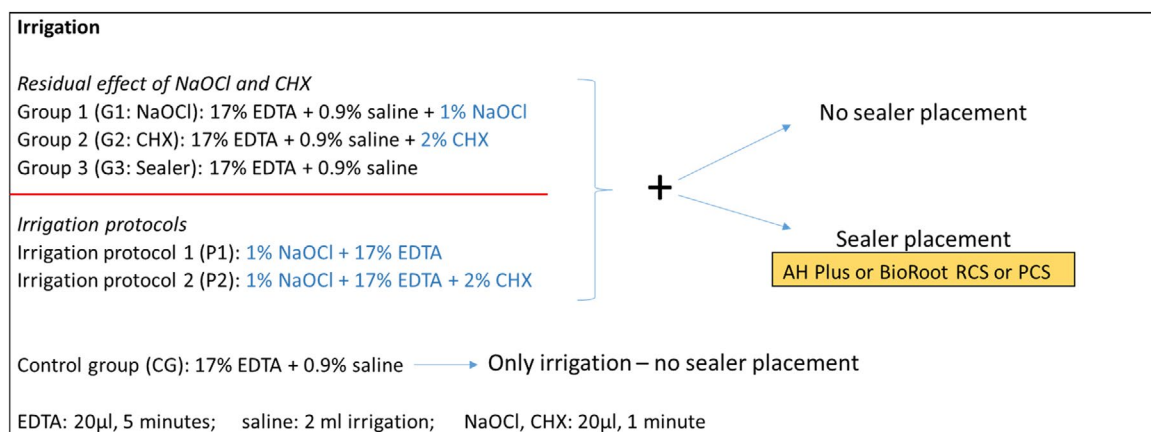 Irrigation
Residual effect of NaOCl and CHX
Group 1 (G1: NaOCl): 17% EDTA + 0.9% saline + 1% NaOCl
Group 2 (G2: CHX): 17% EDTA + 0.9% saline + 2% CHX
Group 3 (G3: Sealer): 17% EDTA + 0.9% saline
Irrigation protocols
Irrigation protocol 1 (P1): 1% NaOCl + 17% EDTA
Irrigation protocol 2 (P2): 1% NaOCl + 17% EDTA + 2% CHX
+
No sealer placement
Sealer placement
AH Plus or BioRoot RCS or PCS
Control group (CG): 17% EDTA + 0.9% saline
Only irrigation – no sealer placement
EDTA: 20µl, 5 minutes; saline: 2 ml irrigation; NaOCl, CHX: 20µl, 1 minute